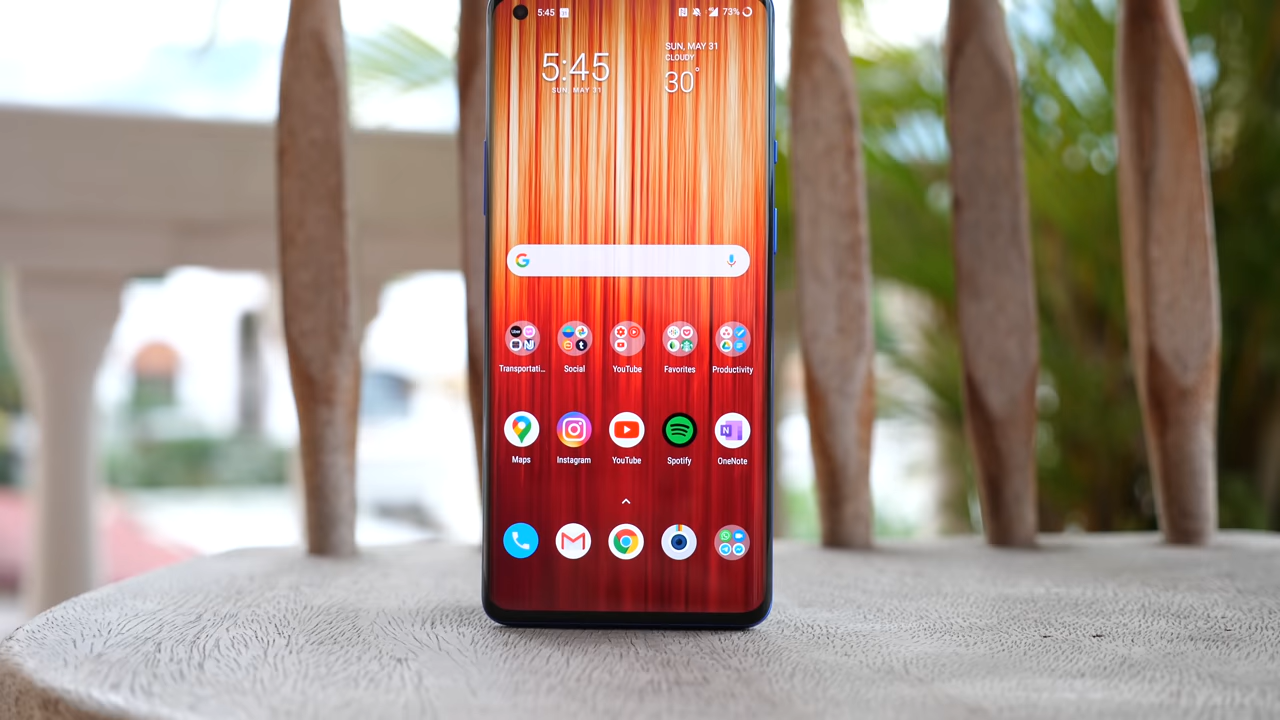 5:45
73%
5:45
SUN, MAY 31
SUN, MAY 31
CLOUDY
30°
Transportati...
Social
YouTube
Favorites
Productivity
Maps
Instagram
YouTube
Spotify
OneNote